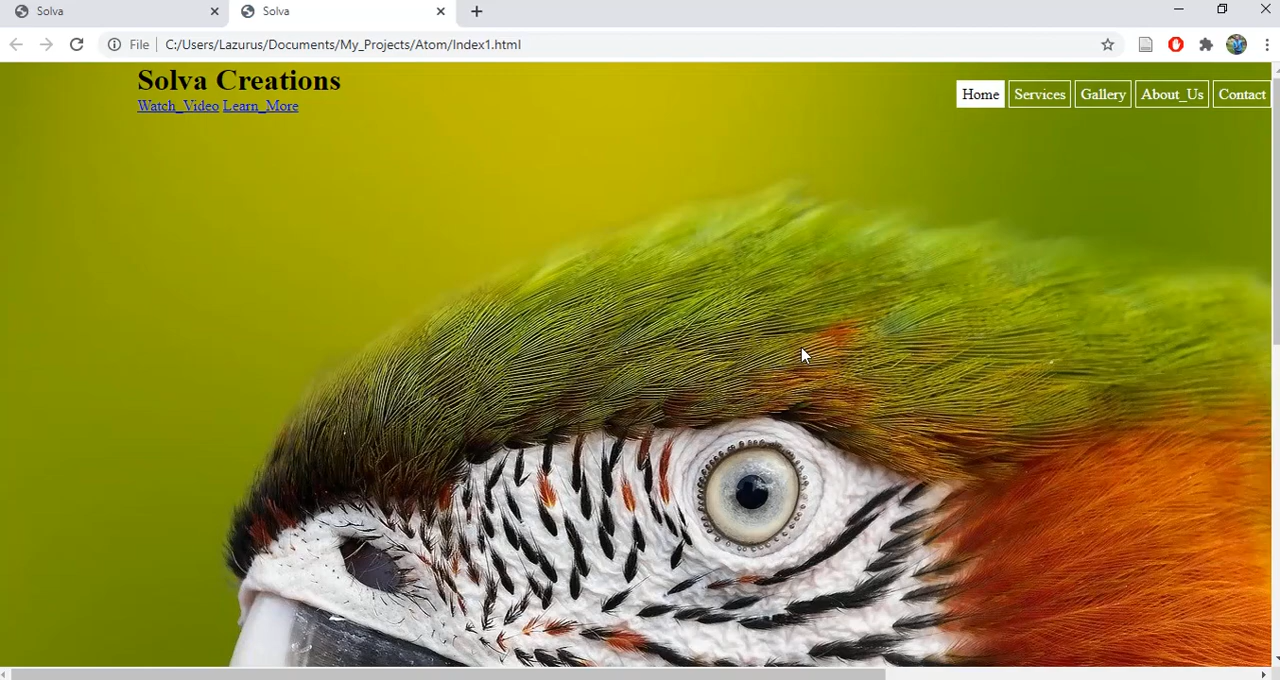 Solva
Solva
File
C:/Users/Lazurus/Documents/My_Projects/Atom/Index1.html
Solva Creations
Watch_Video Learn_More
Home Services Gallery About_Us Contact